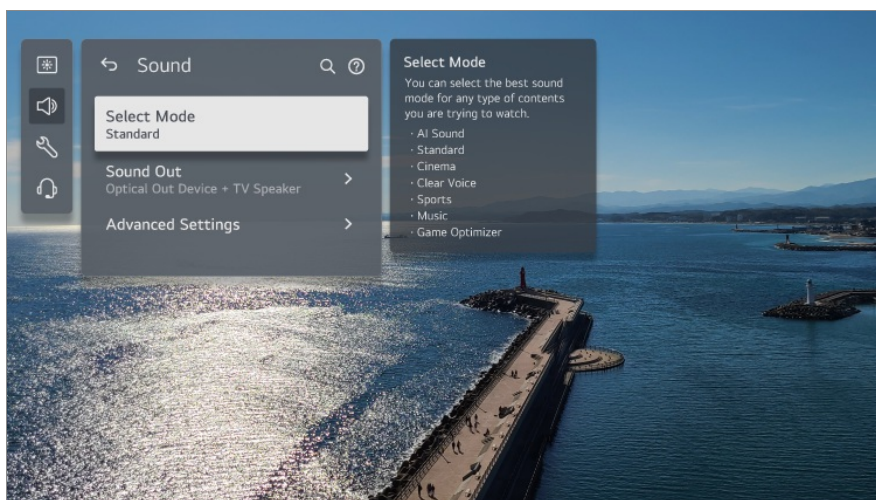 Sound
Select Mode
Standard
Sound Out
Optical Out Device + TV Speaker
Advanced Settings
Select Mode
You can select the best sound
mode for any type of contents
you are trying to watch.
· AI Sound
· Standard
· Cinema
· Clear Voice
· Sports
· Music
· Game Optimizer